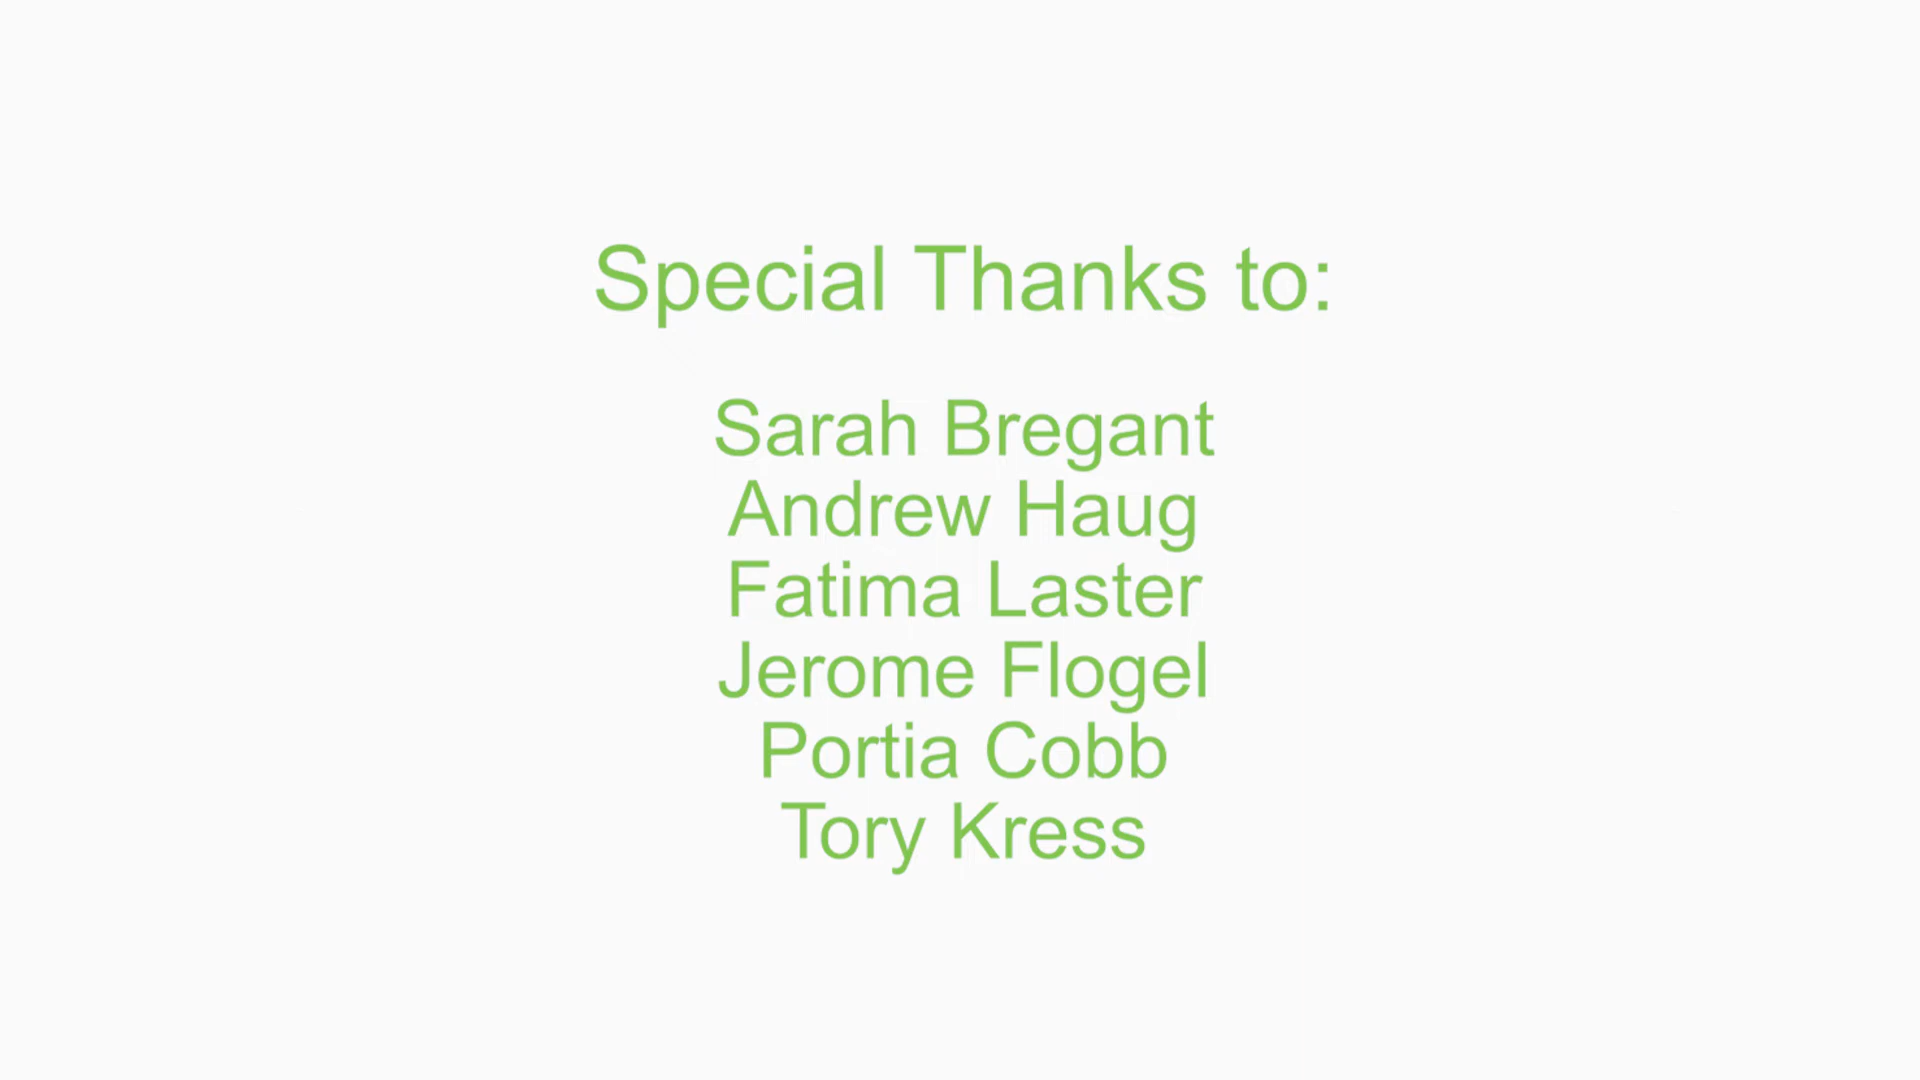 Special Thanks to:
Sarah Bregant
Andrew Haug
Fatima Laster
Jerome Flogel
Portia Cobb
Tory Kress